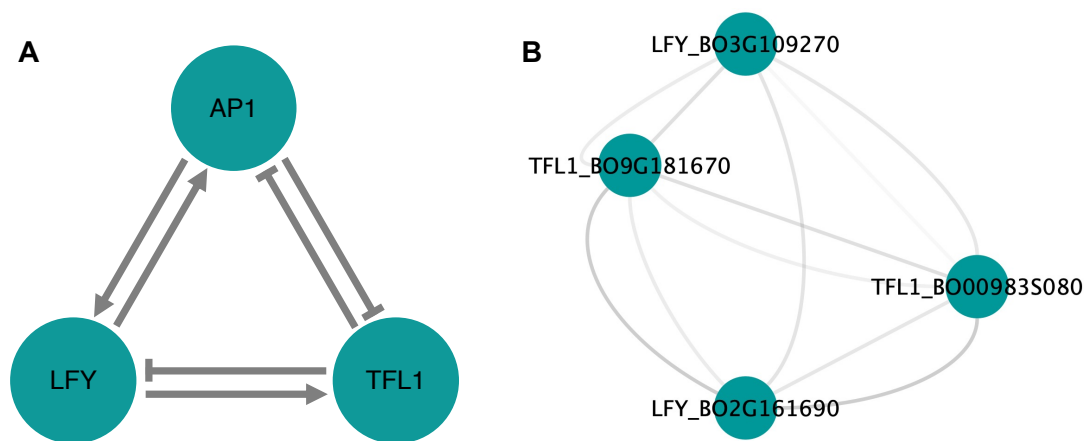 A
AP1
LFY
TFL1
B
LFY_BO3G109270
TFL1_BO9G181670
TFL1_BO00983S080
LFY_BO2G161690